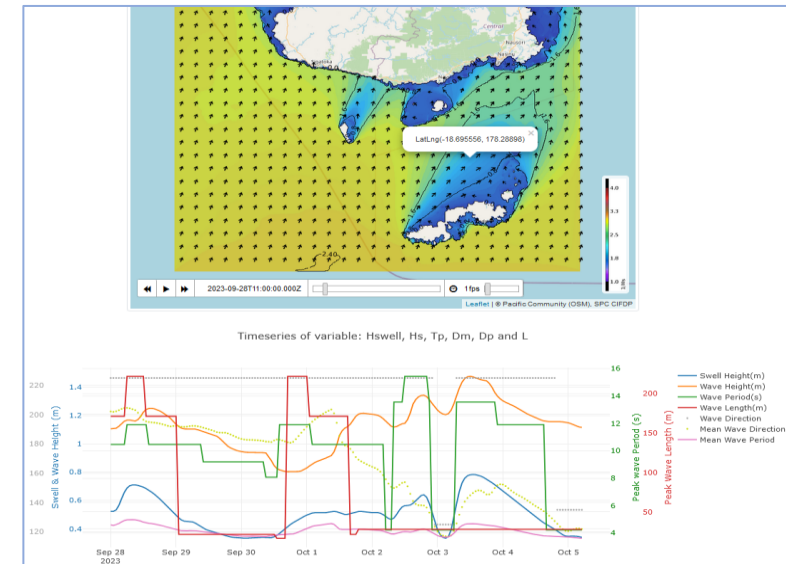 Central
Nausori
LatLng(-18.695556, 178.28898)
×
2.40
4.0
3.3
2.5
1.8
1.0
2023-09-28T11:00:00.000Z
1fps
Leaflet | © Pacific Community (OSM), SPC CIFDP
Timeseries of variable: Hswell, Hs, Tp, Dm, Dp and L
220
200
180
160
140
120
Swell & Wave Height (m)
1.4
1.2
1
0.8
0.6
0.4
16
14
12
10
8
6
4
Peak wave Period (s)
Peak Wave Length (m)
200
150
100
50
Swell Height(m)
Wave Height(m)
Wave Period(s)
Wave Length(m)
Wave Direction
Mean Wave Direction
Mean Wave Period
Sep 28 Sep 29 Sep 30 Oct 1 Oct 2 Oct 3 Oct 4 Oct 5
2023